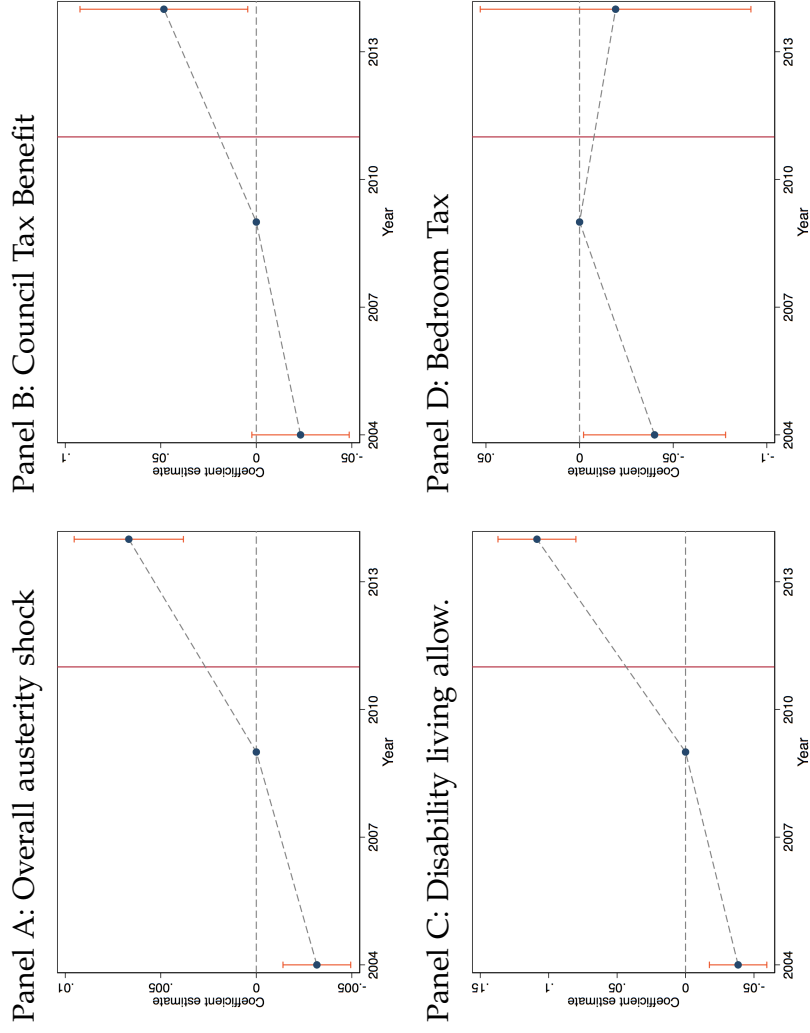 Panel A: Overall austerity shock
.01
.005
0
-.005
Coefficient estimate
2004 2007 2010 2013
Year
Panel B: Council Tax Benefit
.1
.05
0
-.05
Coefficient estimate
2004 2007 2010 2013
Year
Panel C: Disability living allow.
.15
.1
.05
0
-.05
Coefficient estimate
2004 2007 2010 2013
Year
Panel D: Bedroom Tax
.05
0
-.05
-.1
Coefficient estimate
2004 2007 2010 2013
Year